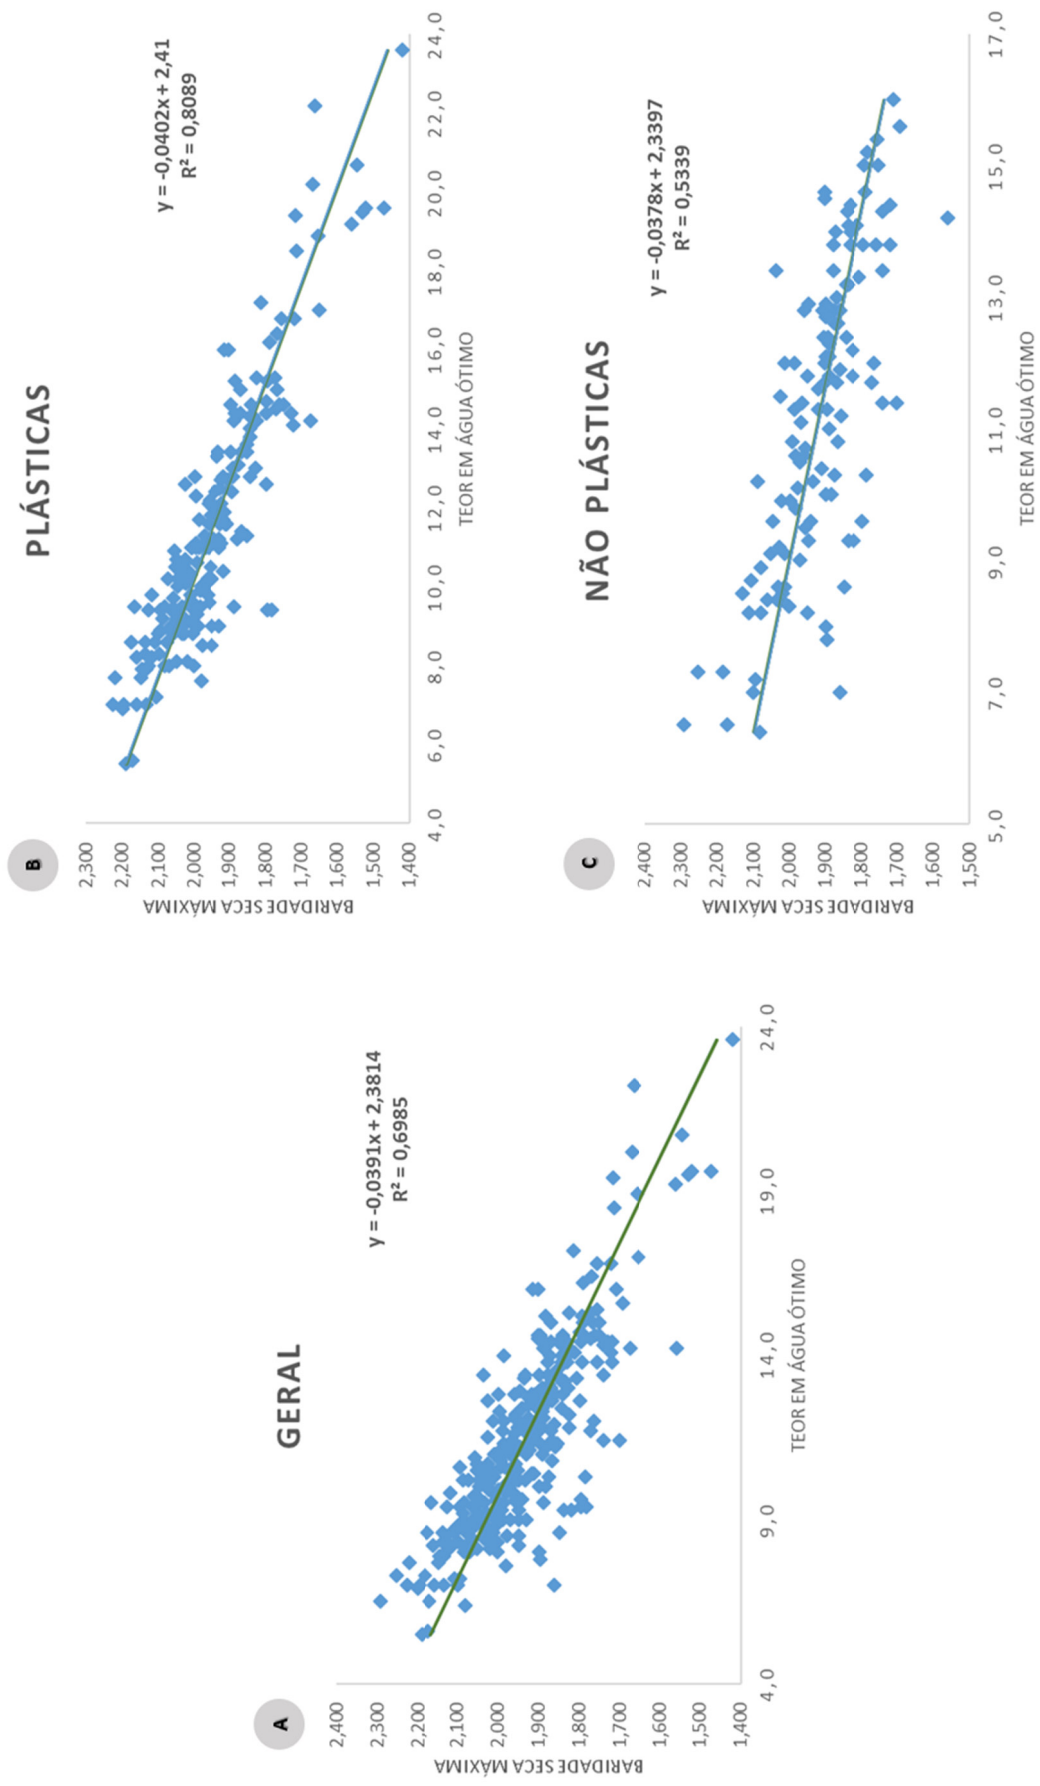 A
GERAL
y = -0,0391x + 2,3814
R² = 0,6985
BARIDADE SECA MÁXIMA
2,400
2,300
2,200
2,100
2,000
1,900
1,800
1,700
1,600
1,500
1,400
4,0 9,0 14,0 19,0 24,0
TEOR EM ÁGUA ÓTIMO
B
PLÁSTICAS
y = -0,0402x + 2,41
R² = 0,8089
BARIDADE SECA MÁXIMA
2,300
2,200
2,100
2,000
1,900
1,800
1,700
1,600
1,500
1,400
4,0 6,0 8,0 10,0 12,0 14,0 16,0 18,0 20,0 22,0 24,0
TEOR EM ÁGUA ÓTIMO
C
NÃO PLÁSTICAS
y = -0,0378x + 2,3397
R² = 0,5339
BARIDADE SECA MÁXIMA
2,400
2,300
2,200
2,100
2,000
1,900
1,800
1,700
1,600
1,500
5,0 7,0 9,0 11,0 13,0 15,0 17,0
TEOR EM ÁGUA ÓTIMO